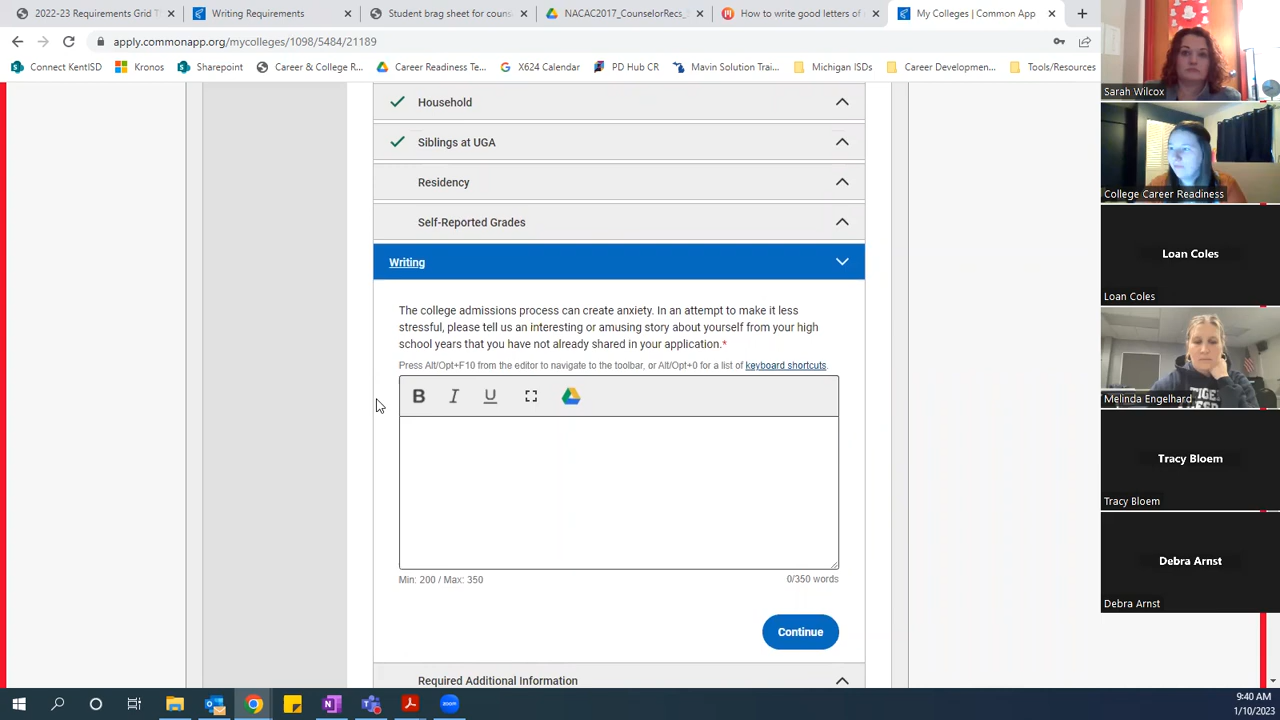 2022-23 Requirements Grid T
Writing Requirements
Student brag sheet for
NACAC2017_CounselorRecs_
How to write good letters of
My Colleges | Common App
apply.commonapp.org/mycolleges/1098/5484/21189
Connect KentISD
Kronos
Sharepoint
Career & College R...
Career Readiness Te...
X624 Calendar
PD Hub CR
Mavin Solution Trai...
Michigan ISDs
Career Developmen...
Tools/Resources
Household
Siblings at UGA
Residency
Self-Reported Grades
Writing
The college admissions process can create anxiety. In an attempt to make it less
stressful, please tell us an interesting or amusing story about yourself from your high
school years that you have not already shared in your application.*
Press Alt/Opt+F10 from the editor to navigate to the toolbar, or Alt/Opt+0 for a list of keyboard shortcuts.
B I U
Min: 200 / Max: 350
0/350 words
Continue
Required Additional Information
Sarah Wilcox
College Career Readiness
Loan Coles
Loan Coles
Melinda Engelhard
Tracy Bloem
Tracy Bloem
Debra Arnst
Debra Arnst
zoom
9:40 AM
1/10/2023